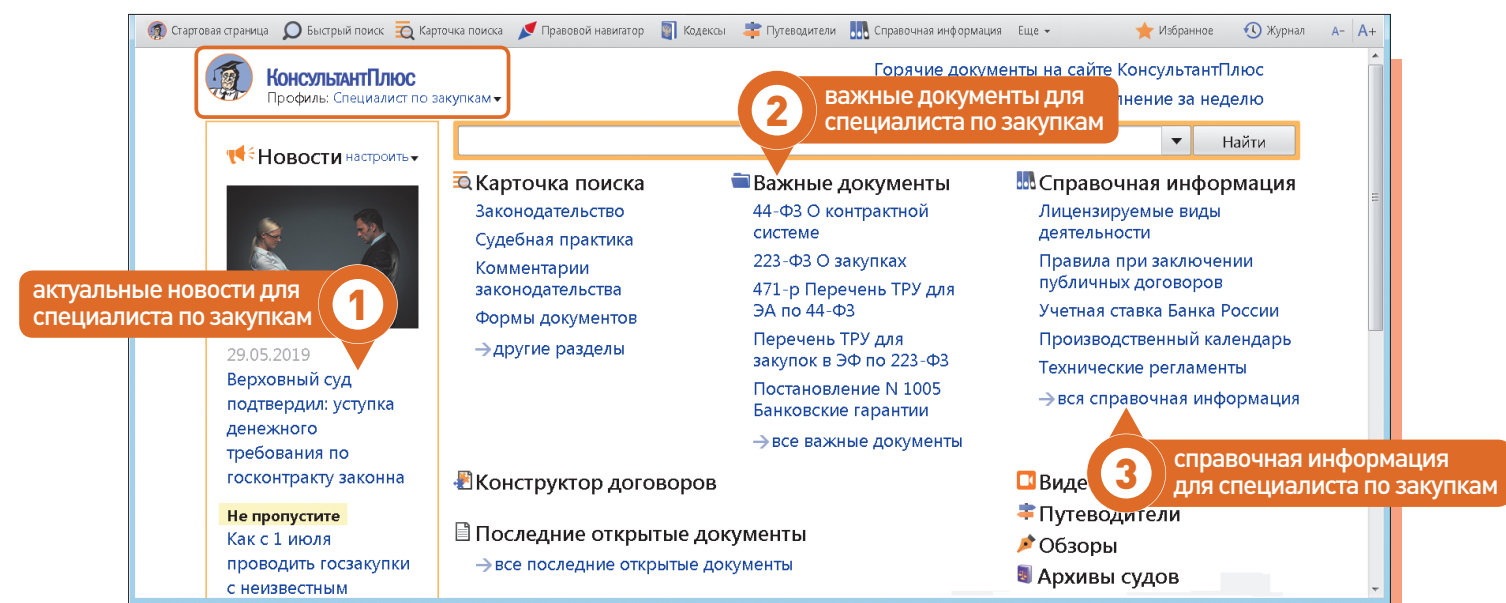 Стартовая страница Быстрый поиск Карточка поиска Правовой навигатор Кодексы Путеводители Справочная информация Еще Избранное Журнал A- A+
КонсультантПлюс
Профиль: Специалист по закупкам
Горячие документы на сайте КонсультантПлюс
за неделю
2
важные документы для
специалиста по закупкам
Найти
Новости настроить
1
актуальные новости для
специалиста по закупкам
29.05.2019
Верховный суд
подтвердил: уступка
денежного
требования по
госконтракту законна
Не пропустите
Как с 1 июля
проводить госзакупки
с неизвестным
Карточка поиска
Законодательство
Судебная практика
Комментарии
законодательства
Формы документов
→другие разделы
Важные документы
44-ФЗ О контрактной
системе
223-ФЗ О закупках
471-р Перечень ТРУ для
ЭА по 44-ФЗ
Перечень ТРУ для
закупок в ЭФ по 223-ФЗ
Постановление N 1005
Банковские гарантии
→все важные документы
Справочная информация
Лицензируемые виды
деятельности
Правила при заключении
публичных договоров
Учетная ставка Банка России
Производственный календарь
Технические регламенты
→вся справочная информация
3
справочная информация
для специалиста по закупкам
Конструктор договоров
Последние открытые документы
→все последние открытые документы
Путеводители
Обзоры
Архивы судов